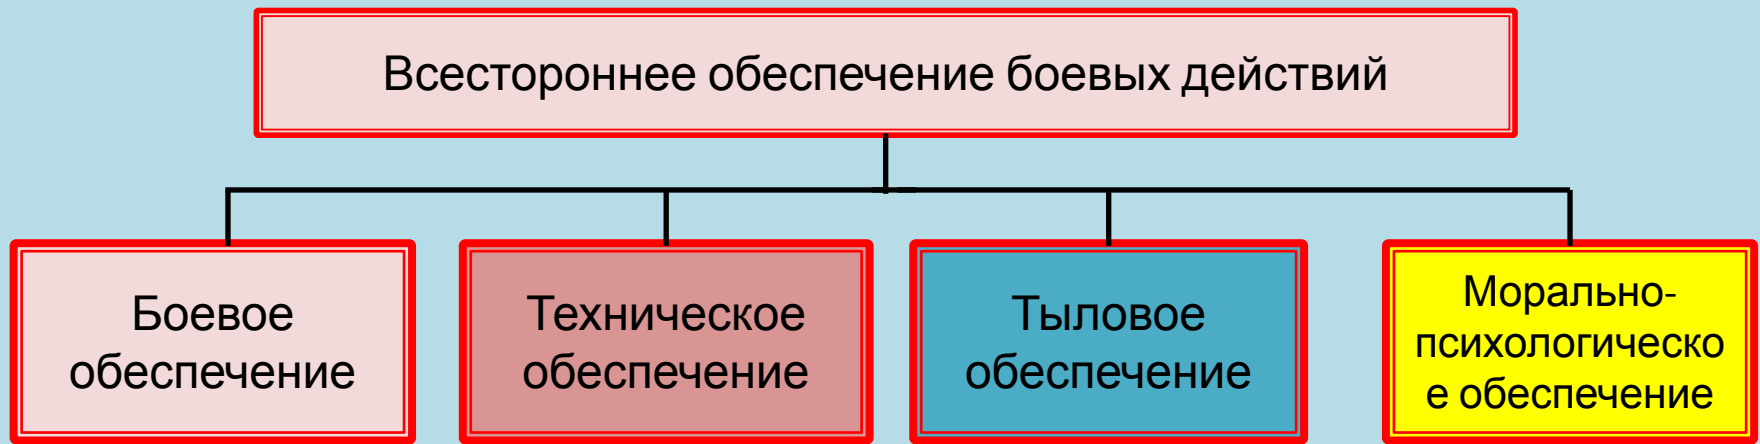 Всестороннее обеспечение боевых действий
Боевое
обеспечение
Техническое
обеспечение
Тыловое
обеспечение
Морально-
психологическо
е обеспечение